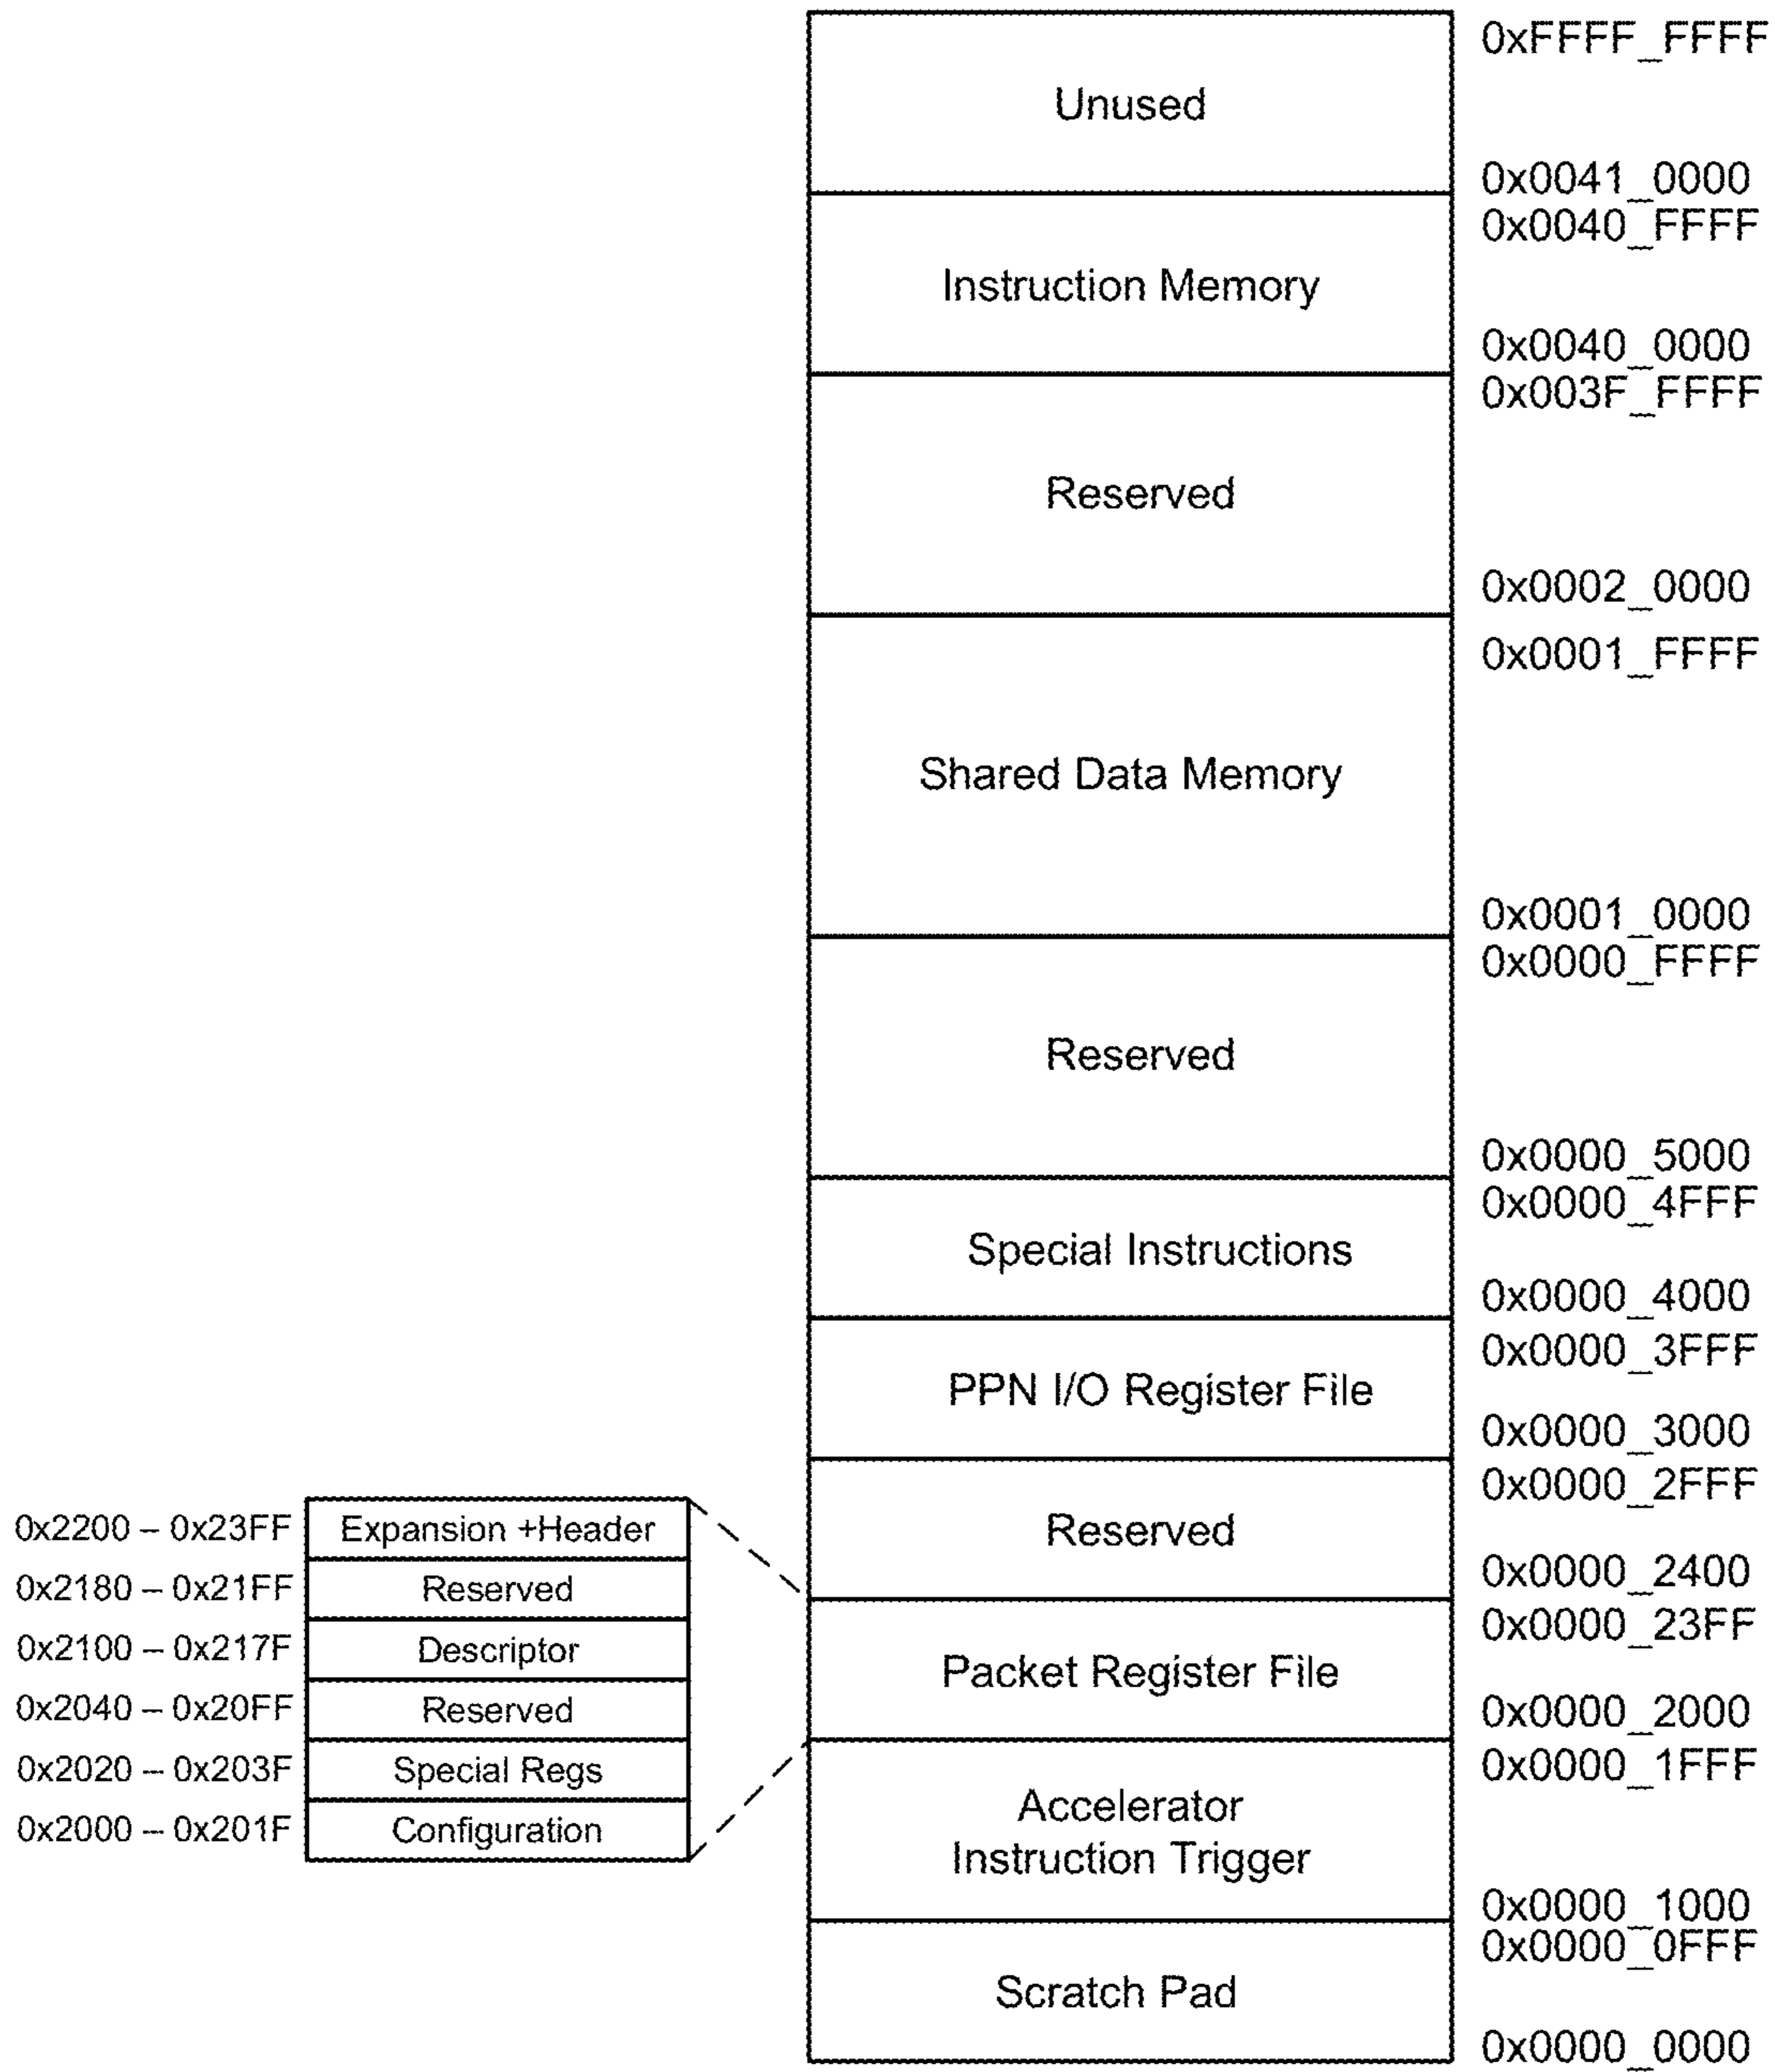 0xFFFF_FFFF
Unused
0x0041_0000
0x0040_FFFF
Instruction Memory
0x0040_0000
0x003F_FFFF
Reserved
0x0002_0000
0x0001_FFFF
Shared Data Memory
0x0001_0000
0x0000_FFFF
Reserved
0x0000_5000
0x0000_4FFF
Special Instructions
0x0000_4000
0x0000_3FFF
PPN I/O Register File
0x0000_3000
0x0000_2FFF
Reserved
0x0000_2400
0x0000_23FF
Packet Register File
0x0000_2000
0x0000_1FFF
Accelerator
Instruction Trigger
0x0000_1000
0x0000_0FFF
Scratch Pad
0x0000_0000
0x2200 – 0x23FF Expansion +Header
0x2180 – 0x21FF Reserved
0x2100 – 0x217F Descriptor
0x2040 – 0x20FF Reserved
0x2020 – 0x203F Special Regs
0x2000 – 0x201F Configuration